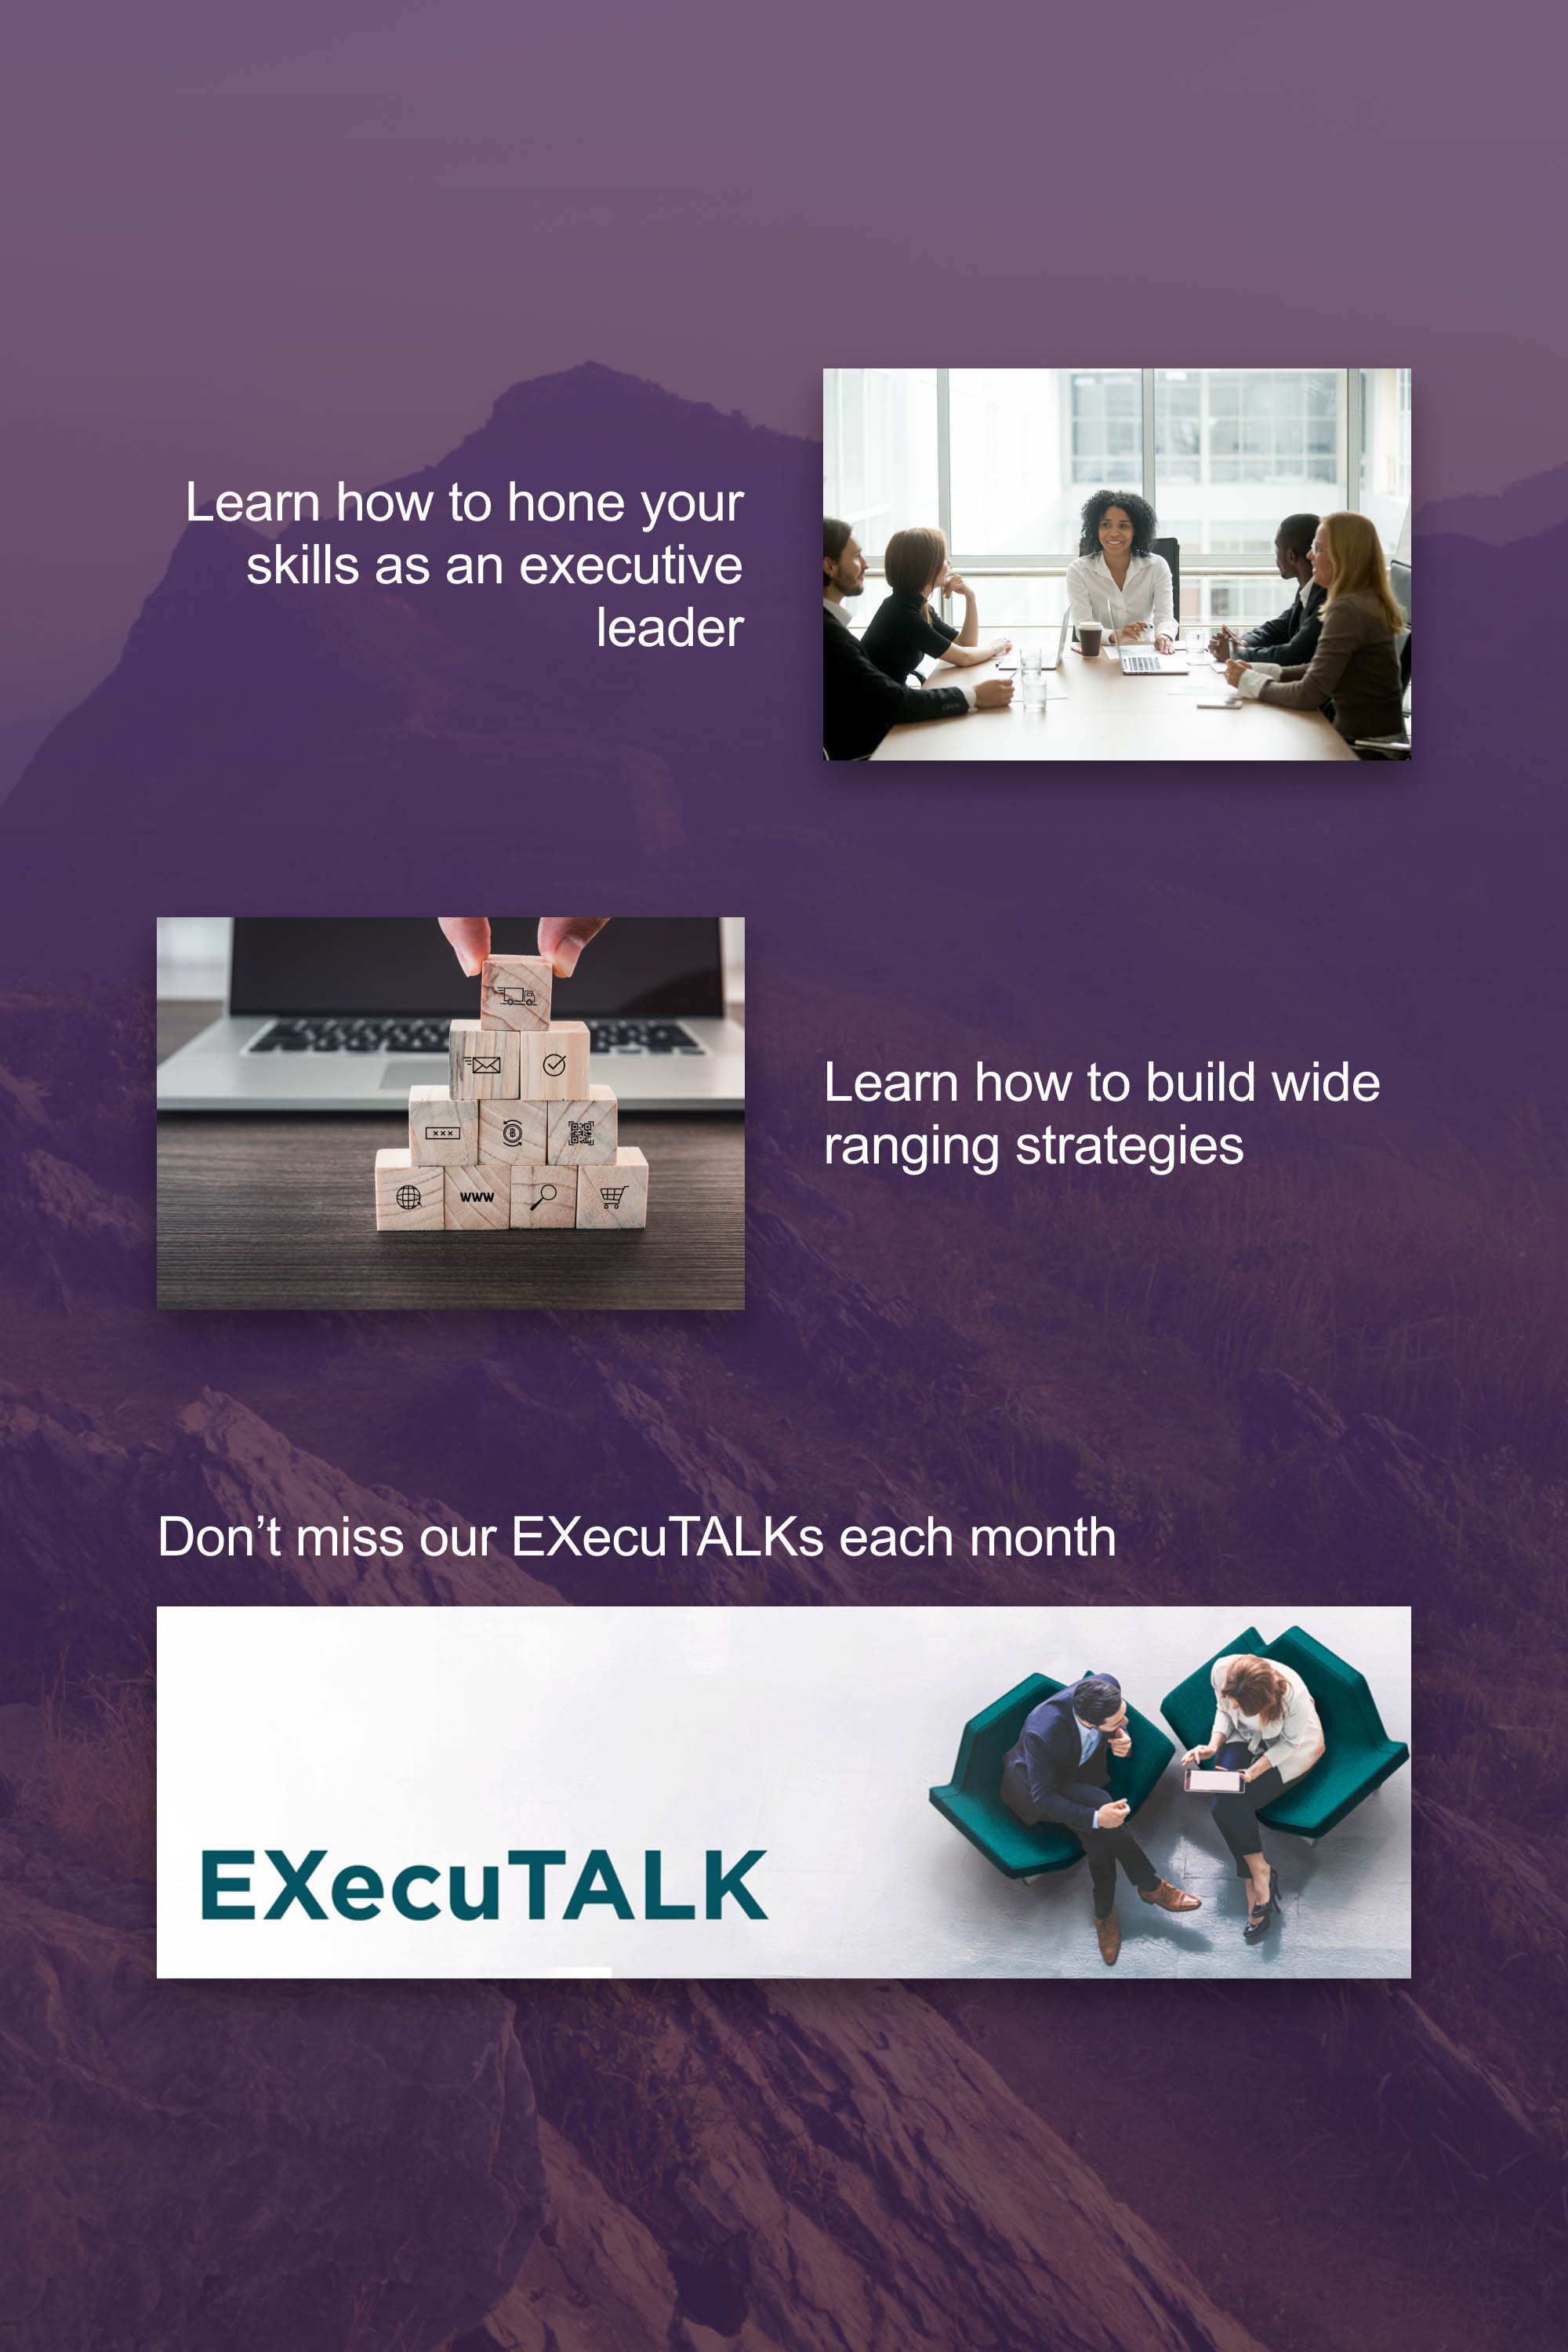 Learn how to hone your
skills as an executive
leader
www
Learn how to build wide
ranging strategies
Don’t miss our EXecuTALKs each month
EXecuTALK